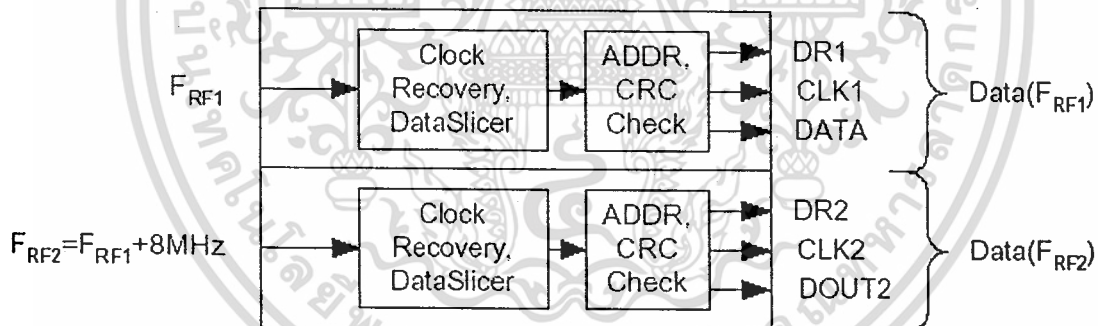 F_RF1
Clock
Recovery,
DataSlicer
ADDR,
CRC
Check
DR1
CLK1
DATA
Data(F_RF1)
F_RF2=F_RF1+8MHz
Clock
Recovery,
DataSlicer
ADDR,
CRC
Check
DR2
CLK2
DOUT2
Data(F_RF2)